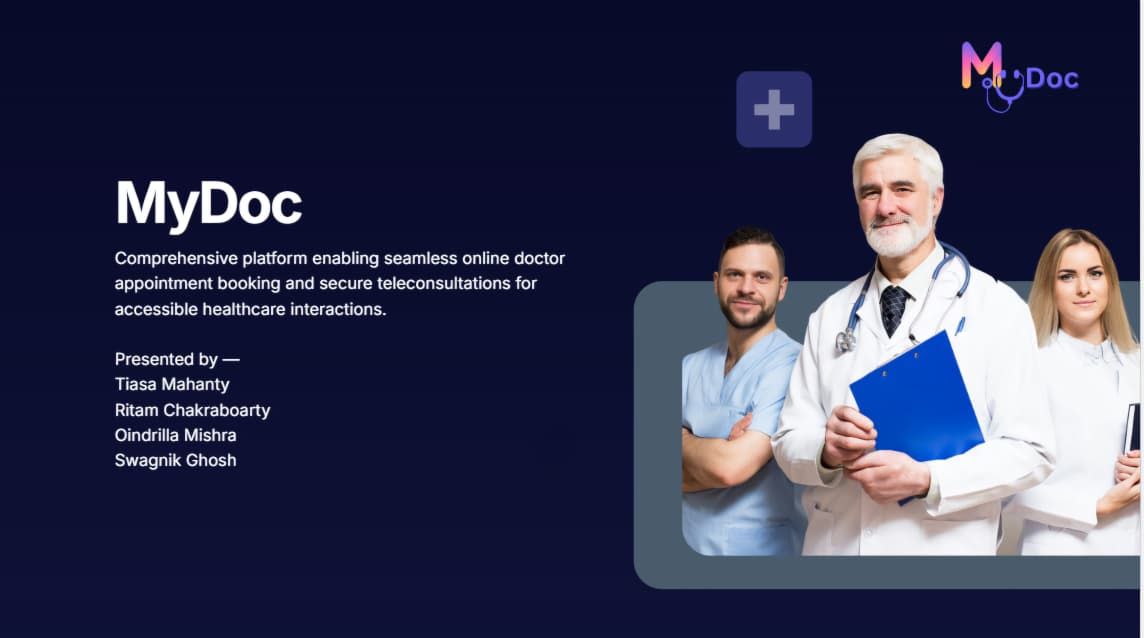 MyDoc
MyDoc
Comprehensive platform enabling seamless online doctor
appointment booking and secure teleconsultations for
accessible healthcare interactions.
Presented by —
Tiasa Mahanty
Ritam Chakraboarty
Oindrilla Mishra
Swagnik Ghosh